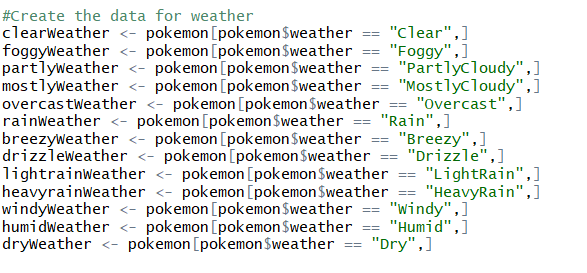 #Create the data for weather
clearWeather <- pokemon[pokemon$weather == "Clear",]
foggyWeather <- pokemon[pokemon$weather == "Foggy",]
partlyWeather <- pokemon[pokemon$weather == "PartlyCloudy",]
mostlyWeather <- pokemon[pokemon$weather == "MostlyCloudy",]
overcastWeather <- pokemon[pokemon$weather == "Overcast",]
rainWeather <- pokemon[pokemon$weather == "Rain",]
breezyWeather <- pokemon[pokemon$weather == "Breezy",]
drizzleWeather <- pokemon[pokemon$weather == "Drizzle",]
lightrainWeather <- pokemon[pokemon$weather == "LightRain",]
heavyrainWeather <- pokemon[pokemon$weather == "HeavyRain",]
windyWeather <- pokemon[pokemon$weather == "Windy",]
humidWeather <- pokemon[pokemon$weather == "Humid",]
dryWeather <- pokemon[pokemon$weather == "Dry",]